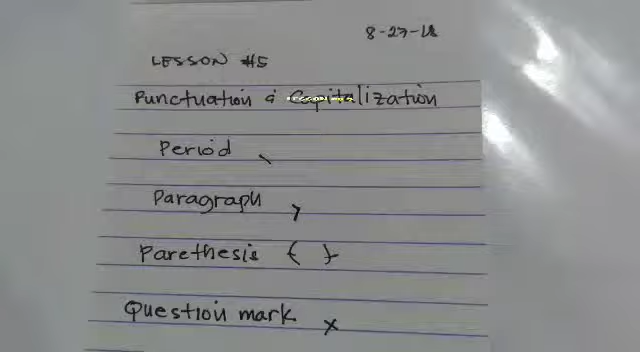 8-27-18
LESSON #5
Punctuation & Capitalization
Period
Paragraph
Parethesis { }
Question mark x